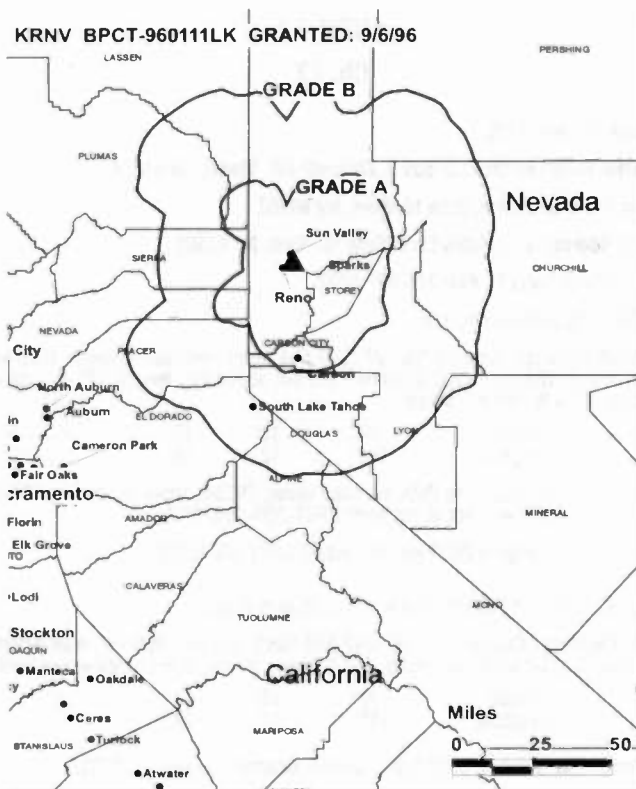 KRNV BPCT-960111LK GRANTED: 9/6/96
LASSEN
PERSHING
GRADE B
PLUMAS
GRADE A
Nevada
Sun Valley
SIERRA
Sparks
CHURCHILL
Reno
STOREY
NEVADA
CARSON CITY
City
PLACER
Carson
North Auburn
South Lake Tahoe
Auburn
EL DORADO
DOUGLAS
LYON
Cameron Park
Fair Oaks
ALPINE
cramento
AMADOR
MINERAL
Florin
Elk Grove
CALAVERAS
Lodi
MONO
TUOLUMNE
Stockton
OAQUIN
California
Manteca
Oakdale
Ceres
Miles
MARIPOSA
STANISLAUS
Turlock
0 25 50
Atwater